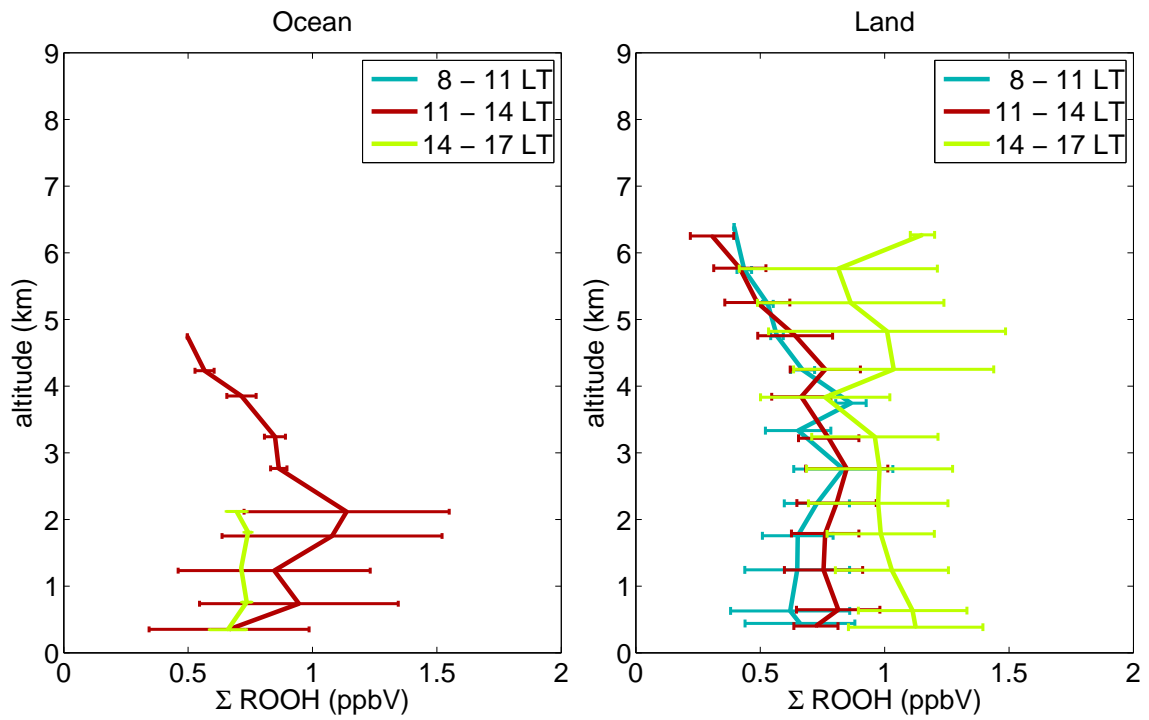 Ocean
9
8
7
6
5
4
3
2
1
0
altitude (km)
8 − 11 LT
11 − 14 LT
14 − 17 LT
0 0.5 1 1.5 2
Σ ROOH (ppbV)
Land
9
8
7
6
5
4
3
2
1
0
altitude (km)
8 − 11 LT
11 − 14 LT
14 − 17 LT
0 0.5 1 1.5 2
Σ ROOH (ppbV)